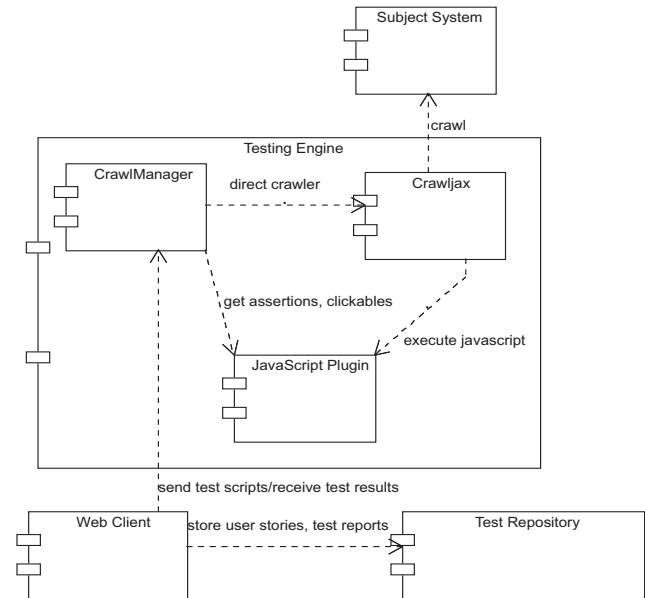 Subject System
crawl
Testing Engine
CrawlManager
direct crawler
Crawljax
get assertions, clickables
execute javascript
JavaScript Plugin
send test scripts/receive test results
Web Client
store user stories, test reports
Test Repository